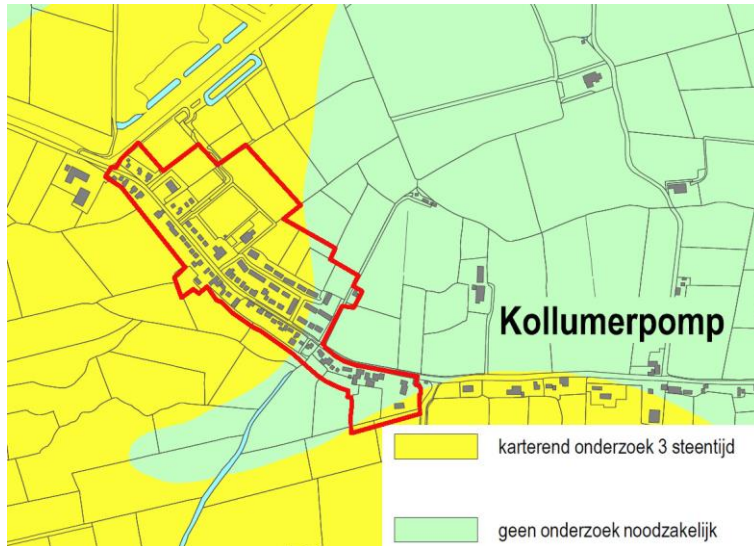 Kollumerpomp
karterend onderzoek 3 steentijd
geen onderzoek noodzakelijk